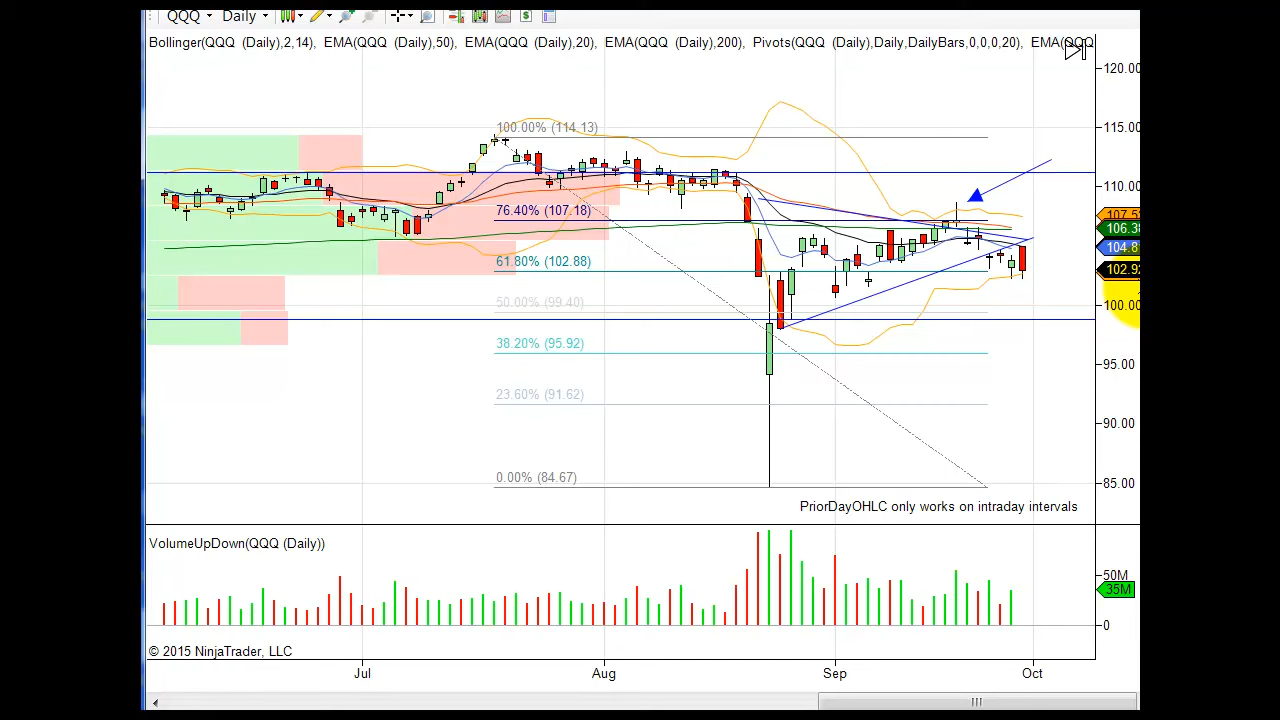 QQQ Daily
Bollinger(QQQ (Daily),2,14), EMA(QQQ (Daily),50), EMA(QQQ (Daily),20), EMA(QQQ (Daily),200), Pivots(QQQ (Daily),Daily,DailyBars,0,0,0,20), EMA(QQQ
120.00
100.00% (114.13)
115.00
110.00
76.40% (107.18)
107.5
106.38
104.8
61.80% (102.88)
102.92
50.00% (99.40)
100.00
38.20% (95.92)
95.00
23.60% (91.62)
90.00
0.00% (84.67)
85.00
PriorDayOHLC only works on intraday intervals
VolumeUpDown(QQQ (Daily))
50M
35M
0
© 2015 NinjaTrader, LLC
Jul Aug Sep Oct